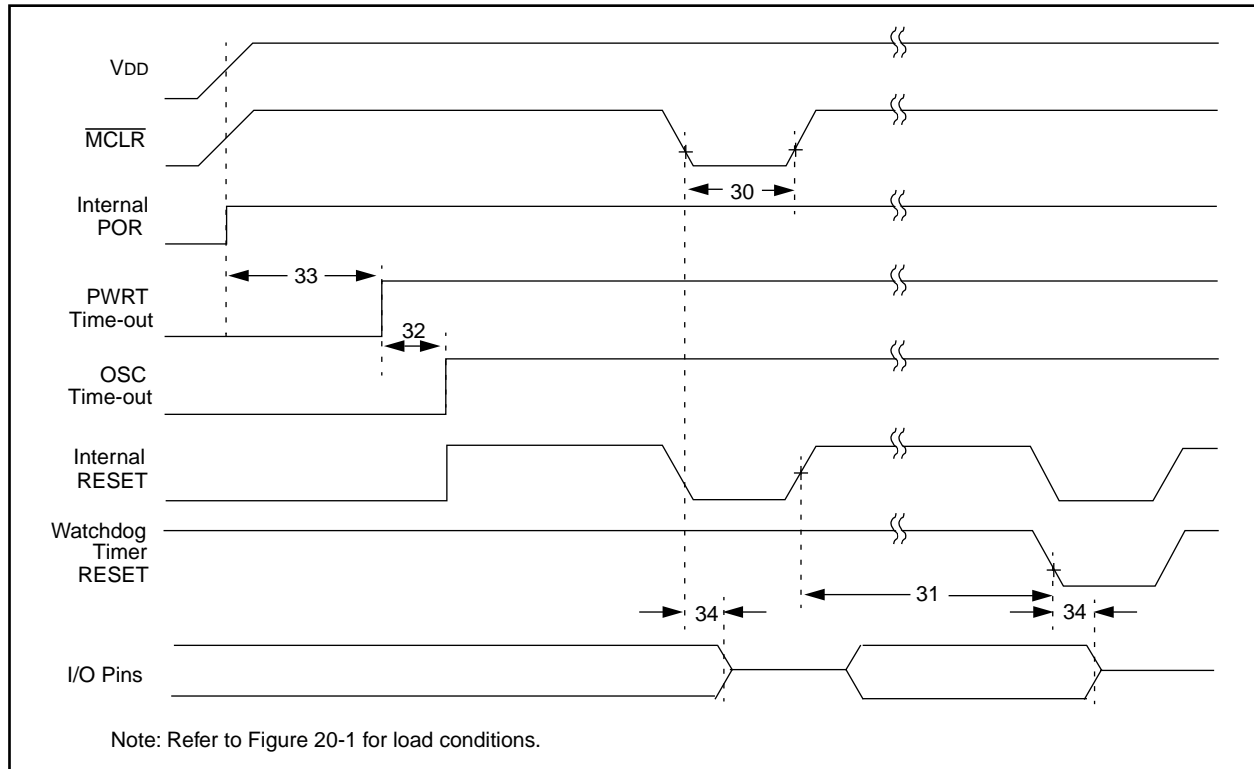 VDD
MCLR
30
Internal
POR
33
PWRT
Time-out
32
OSC
Time-out
Internal
RESET
Watchdog
Timer
RESET
31
34
34
I/O Pins
Note: Refer to Figure 20-1 for load conditions.